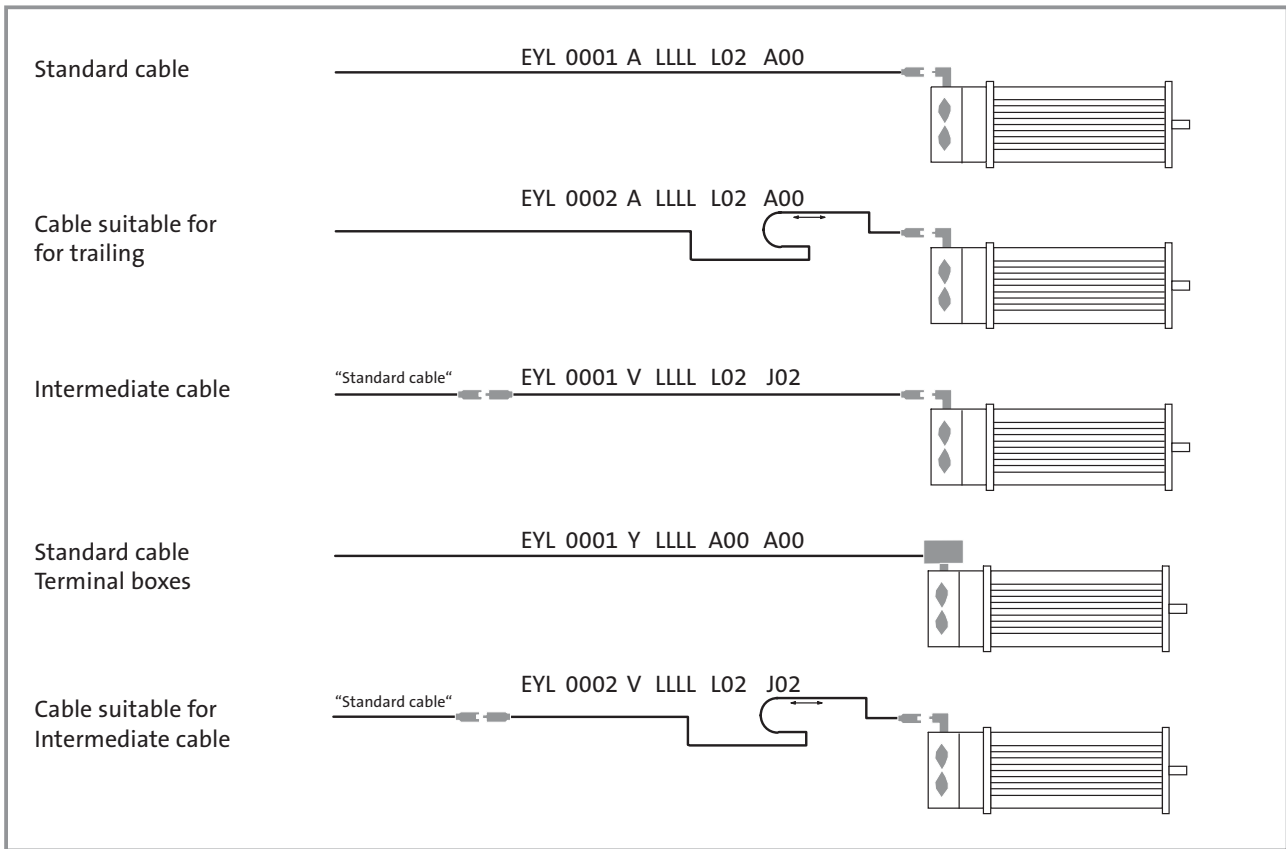 Standard cable
EYL 0001 A LLLL L02 A00
Cable suitable for
for trailing
EYL 0002 A LLLL L02 A00
Intermediate cable
“Standard cable“
EYL 0001 V LLLL L02 J02
Standard cable
Terminal boxes
EYL 0001 Y LLLL A00 A00
Cable suitable for
Intermediate cable
“Standard cable“
EYL 0002 V LLLL L02 J02